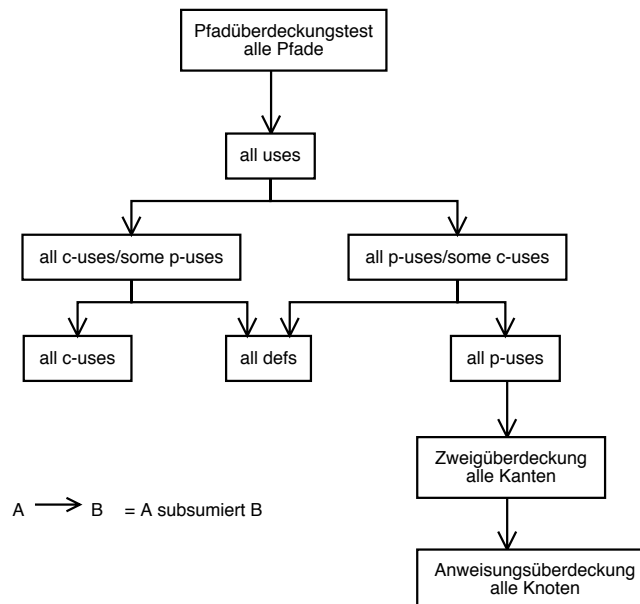 Pfadüberdeckungstest
alle Pfade
all uses
all c-uses/some p-uses
all p-uses/some c-uses
all c-uses
all defs
all p-uses
Zweigüberdeckung
alle Kanten
A B = A subsumiert B
Anweisungsüberdeckung
alle Knoten